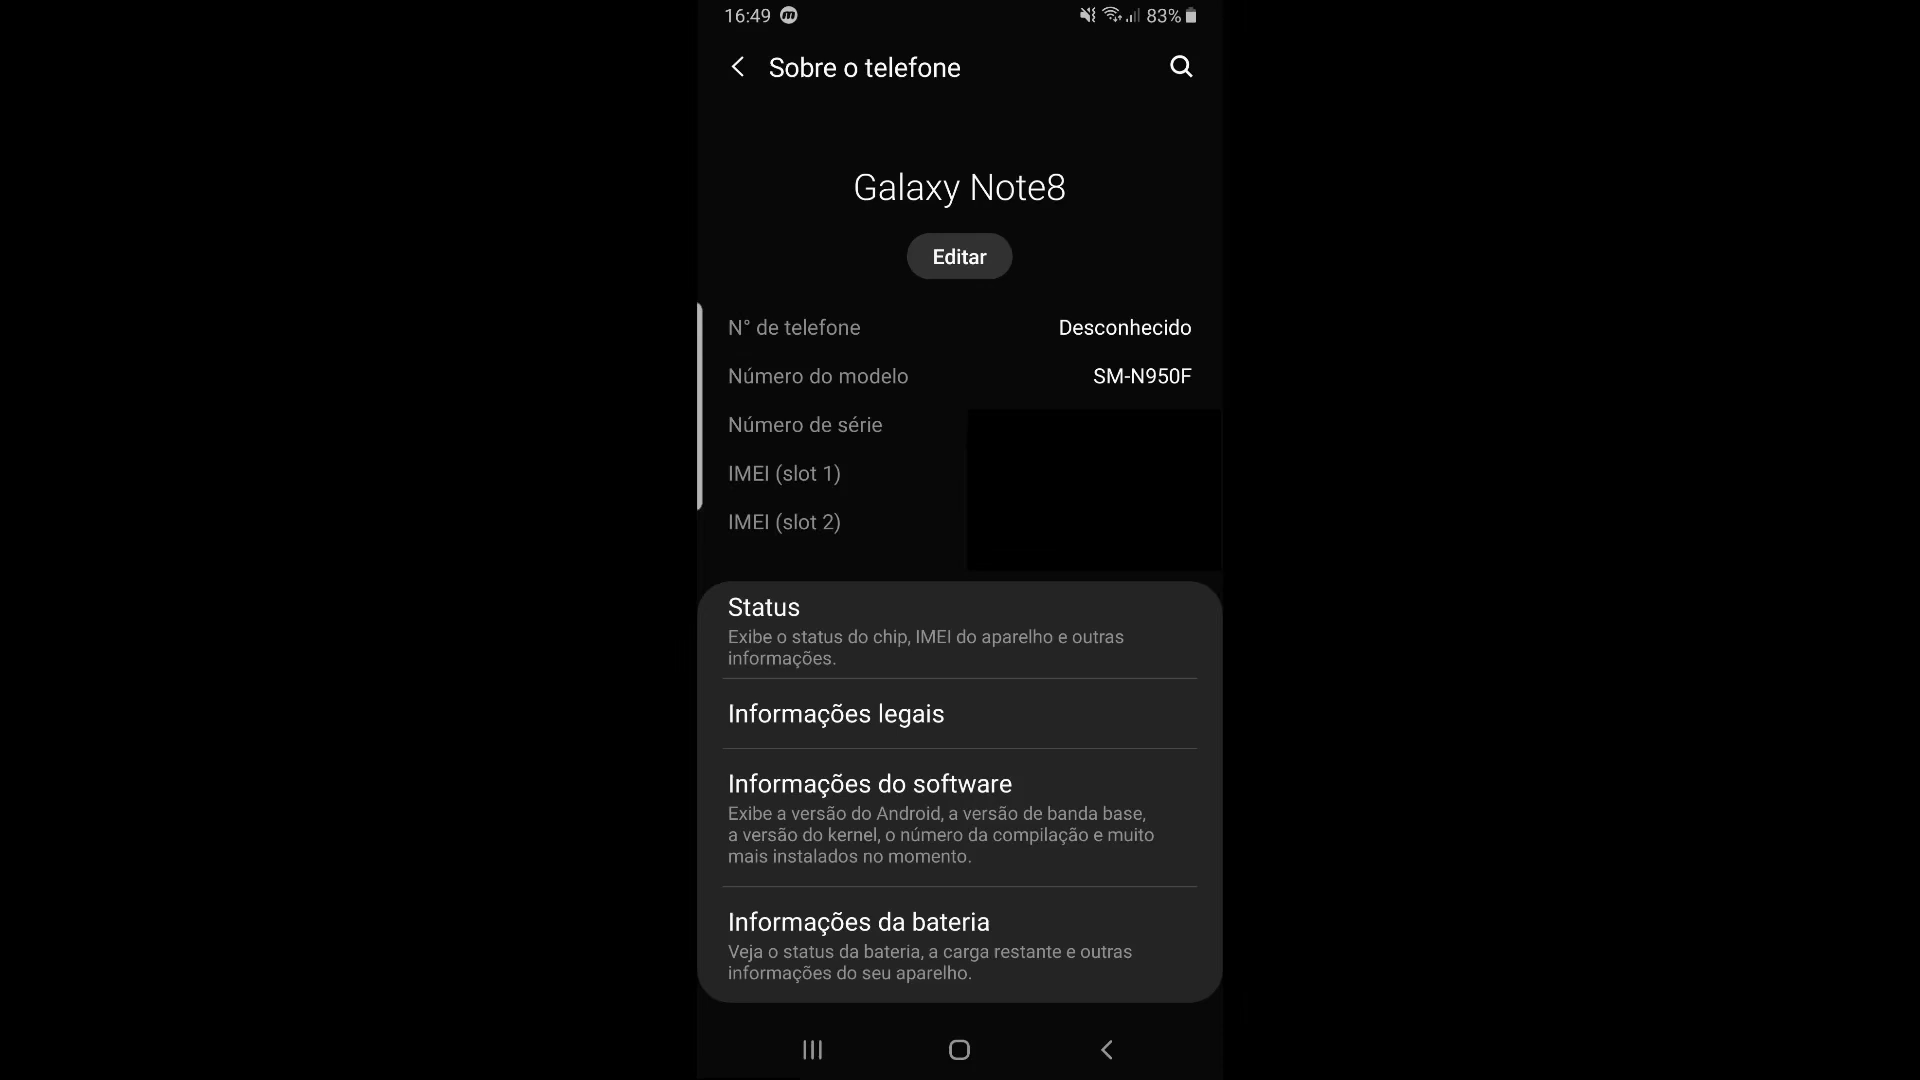 16:49
83%
Sobre o telefone
Galaxy Note8
Editar
N° de telefone Desconhecido
Número do modelo SM-N950F
Número de série
IMEI (slot 1)
IMEI (slot 2)
Status
Exibe o status do chip, IMEI do aparelho e outras
informações.
Informações legais
Informações do software
Exibe a versão do Android, a versão de banda base,
a versão do kernel, o número da compilação e muito
mais instalados no momento.
Informações da bateria
Veja o status da bateria, a carga restante e outras
informações do seu aparelho.